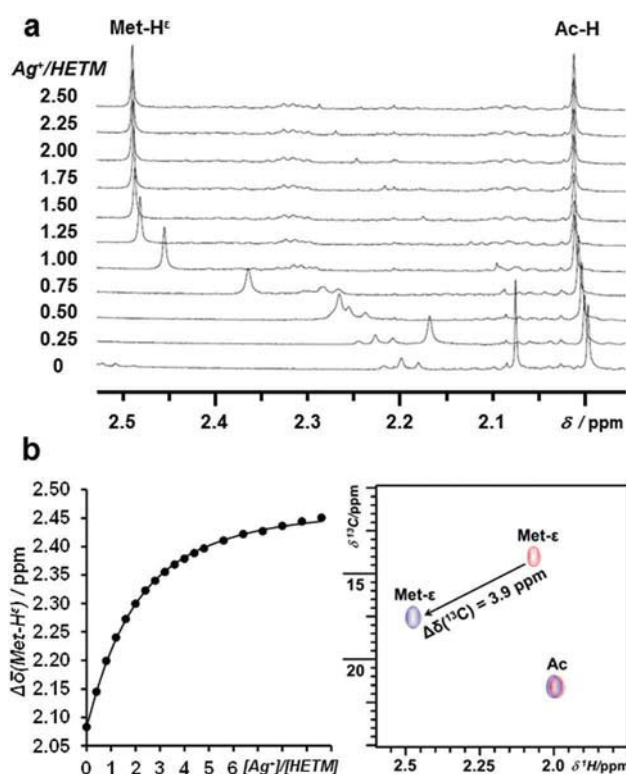 a
Met-Hᵋ Ac-H
Ag⁺/HETM
2.50
2.25
2.00
1.75
1.50
1.25
1.00
0.75
0.50
0.25
0
2.5 2.4 2.3 2.2 2.1 δ / ppm
b
2.50
2.45
2.40
2.35
2.30
2.25
2.20
2.15
2.10
2.05
Δδ(Met-Hᵋ) / ppm
0 1 2 3 4 5 6 [Ag⁺]/[HETM]
δ¹³C/ppm
15
20
Met-ε
Met-ε
Δδ(¹³C) = 3.9 ppm
Ac
2.5 2.25 2.0 δ¹H/ppm